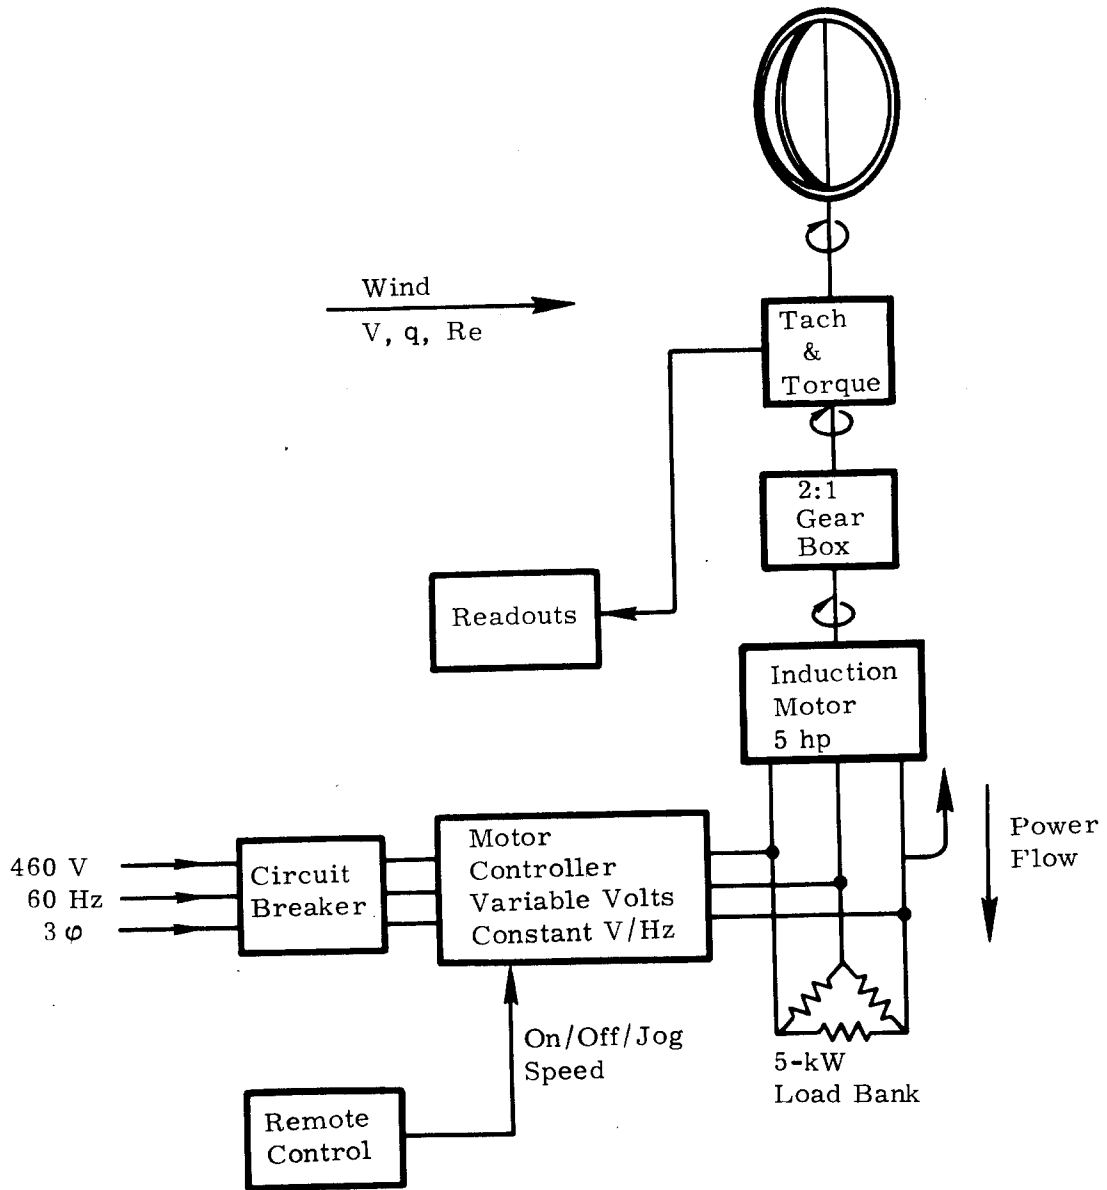 Wind
V, q, Re
Tach
&
Torque
2:1
Gear
Box
Readouts
Induction
Motor
5 hp
Power
Flow
460 V
60 Hz
3 φ
Circuit
Breaker
Motor
Controller
Variable Volts
Constant V/Hz
On/Off/Jog
Speed
5-kW
Load Bank
Remote
Control